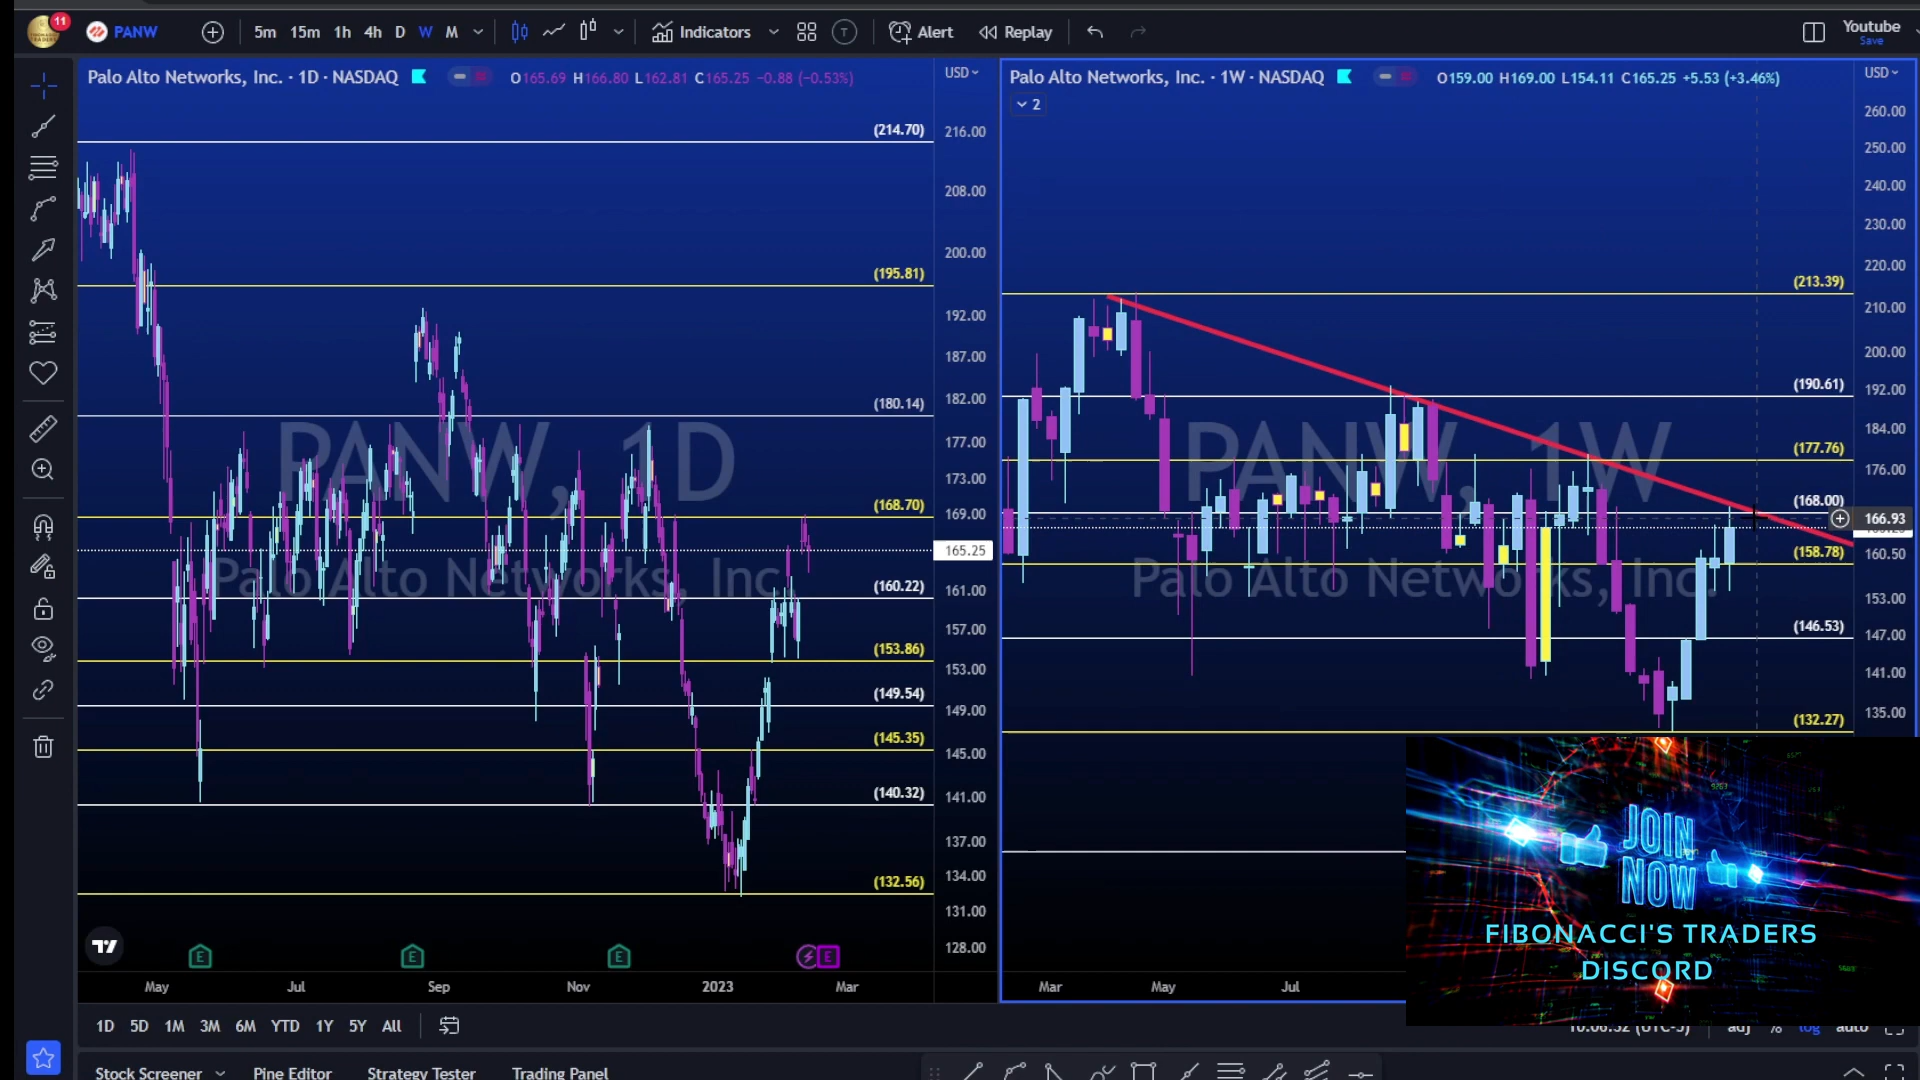 11
PANW
5m 15m 1h 4h D W M
Indicators
T
Alert
Replay
Youtube
Save
Palo Alto Networks, Inc. · 1D · NASDAQ
O165.69 H166.80 L162.81 C165.25 -0.88 (-0.53%)
USD
(214.70)
(195.81)
(180.14)
(168.70)
(160.22)
(153.86)
(149.54)
(145.35)
(140.32)
(132.56)
PANW, 1D
Palo Alto Networks, Inc.
216.00
208.00
200.00
192.00
187.00
182.00
177.00
173.00
169.00
165.25
161.00
157.00
153.00
149.00
145.00
141.00
137.00
134.00
131.00
128.00
E E E E
May Jul Sep Nov 2023 Mar
Palo Alto Networks, Inc. · 1W · NASDAQ
O159.00 H169.00 L154.11 C165.25 +5.53 (+3.46%)
USD
2
(213.39)
(190.61)
(177.76)
(168.00)
(158.78)
(146.53)
(132.27)
PANW, 1W
Palo Alto Networks, Inc.
260.00
250.00
240.00
230.00
220.00
210.00
200.00
192.00
184.00
176.00
166.93
160.50
153.00
147.00
141.00
135.00
Mar May Jul
JOIN
NOW
FIBONACCI'S TRADERS
DISCORD
1D 5D 1M 3M 6M YTD 1Y 5Y All
adj % log auto
Stock Screener
Pine Editor
Strategy Tester
Trading Panel